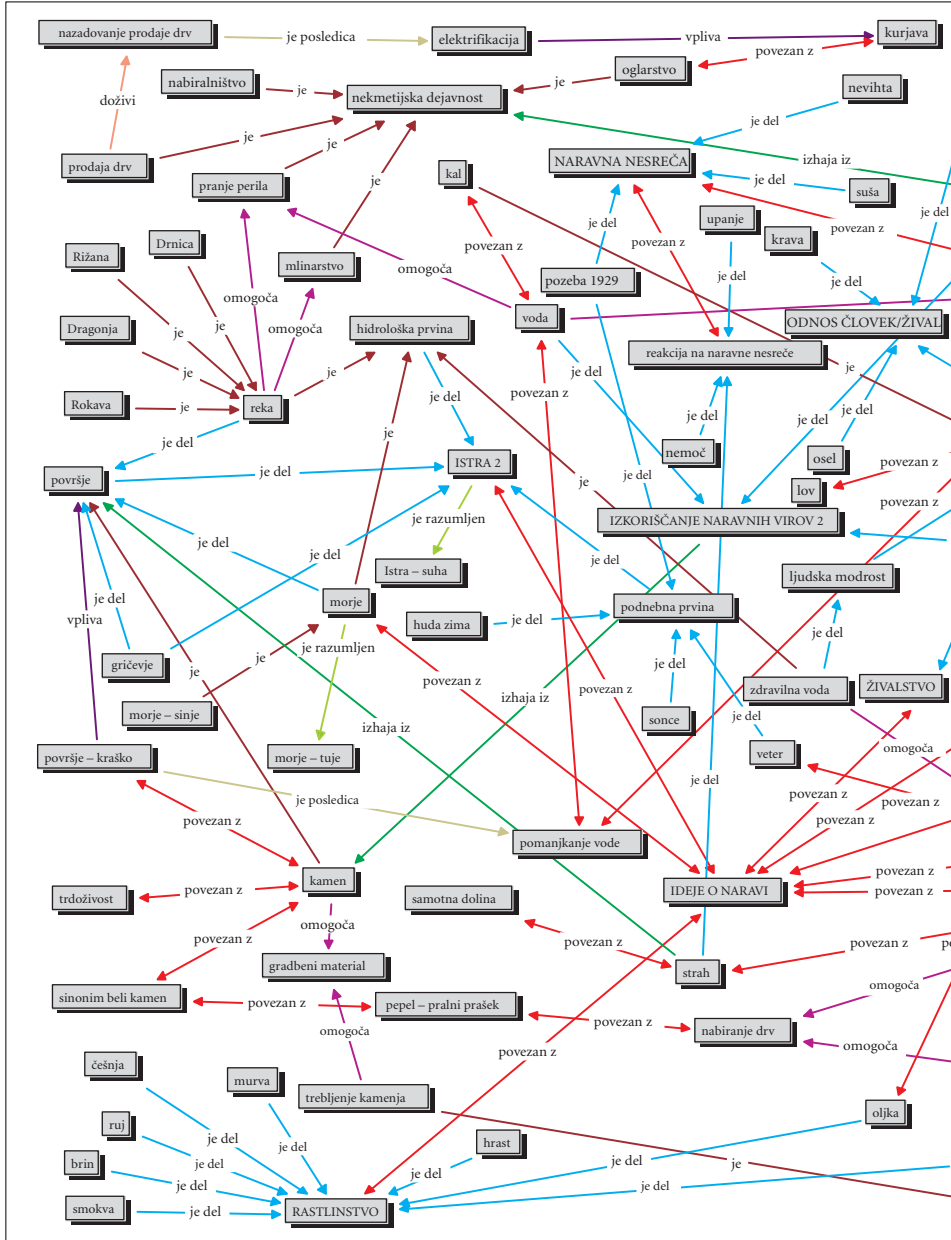 nazadovanje prodaje drv
je posledica
elektrifikacija
vpliva
kurjava
povezan z
oglarstvo
je
nabiralništvo
je
nekmetijska dejavnost
nevihta
doživi
je del
je
izhaja iz
prodaja drv
je
NARAVNA NESREČA
kal
pranje perila
je
je del
suša
je del
je del
upanje
povezan z
krava
povezan z
povezan z
Drnica
Rižana
mlinarstvo
omogoča
pozeba 1929
je del
je del
omogoča
je
voda
ODNOS ČLOVEK/ŽIVAL
Dragonja
je
omogoča
hidrološka prvina
reakcija na naravne nesreče
je
je
je
je del
povezan z
je
Rokava
je
reka
je del
je del
je del
je del
je
nemoč
osel
je del
površje
je del
ISTRA 2
je del
povezan z
lov
povezan z
je
je razumljen
IZKORIŠČANJE NARAVNIH VIROV 2
je del
je del
Istra – suha
ljudska modrost
je del
vpliva
morje
podnebna prvina
huda zima
je del
je del
je
je razumljen
gričevje
je
je del
povezan z
povezan z
zdravilna voda
ŽIVALSTVO
morje – sinje
izhaja iz
izhaja iz
sonce
je del
površje – kraško
morje – tuje
veter
omogoča
je del
je posledica
povezan z
povezan z
povezan z
pomanjkanje vode
kamen
povezan z
trdoživost
povezan z
samotna dolina
IDEJE O NARAVI
povezan z
omogoča
povezan z
povezan z
povezan z
gradbeni material
strah
sinonim beli kamen
povezan z
pepel – pralni prašek
omogoča
povezan z
nabiranje drv
omogoča
omogoča
povezan z
češnja
murva
trebljenje kamenja
ruj
oljka
je del
je del
hrast
brin
je del
je del
je del
je del
je
smokva
je del
RASTLINSTVO
je del